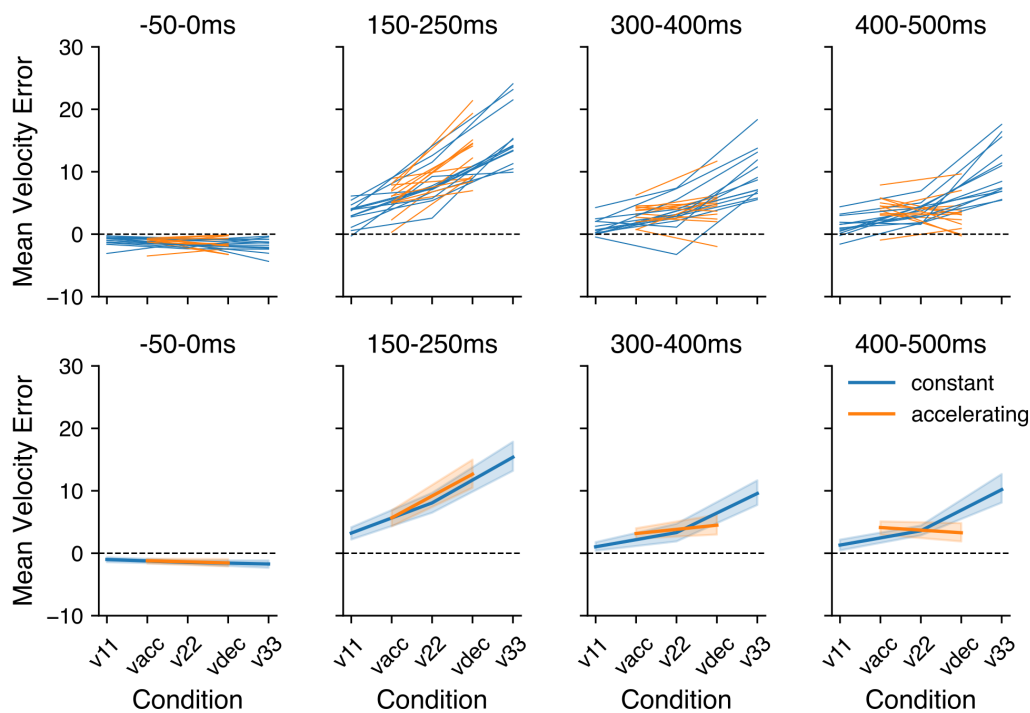 -50-0ms 150-250ms 300-400ms 400-500ms
Mean Velocity Error
30
20
10
0
−10
-50-0ms 150-250ms 300-400ms 400-500ms
Mean Velocity Error
30
20
10
0
−10
constant
accelerating
v11 vacc v22 vdec v33 v11 vacc v22 vdec v33 v11 vacc v22 vdec v33 v11 vacc v22 vdec v33
Condition Condition Condition Condition